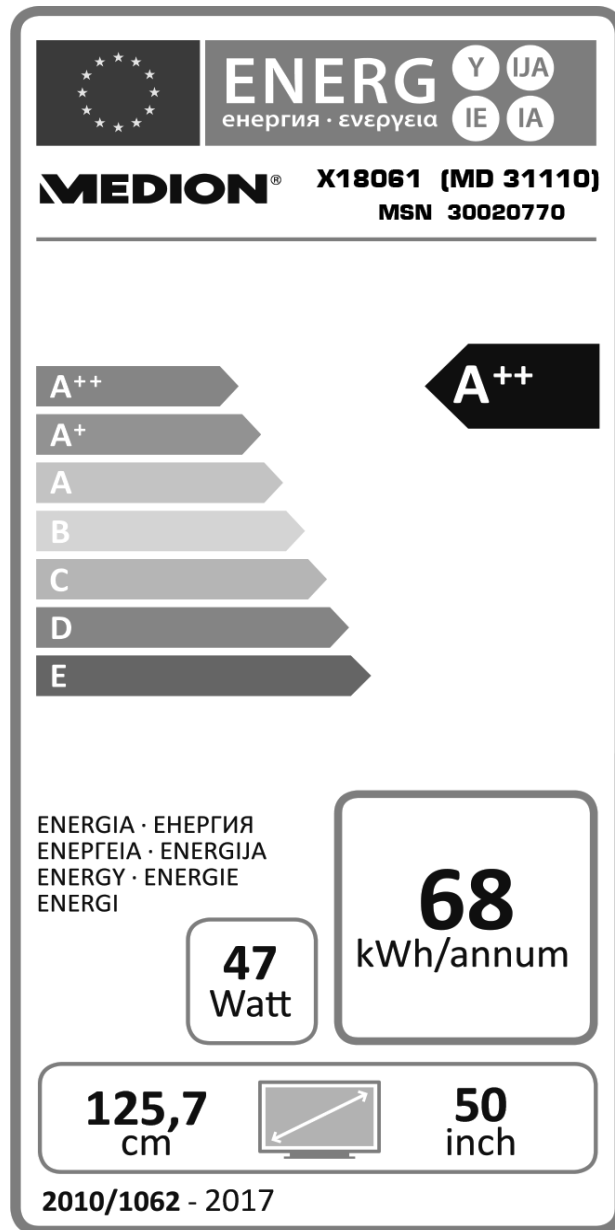 ENERG Y IJA
енергия · ενεργεια IE IA
MEDION® X18061 (MD 31110)
MSN 30020770
A++
A++
A+
A
B
C
D
E
ENERGIA · ЕНЕРГИЯ
ΕΝΕΡΓΕΙΑ · ENERGIJA
ENERGY · ENERGIE
ENERGI
68
kWh/annum
47
Watt
125,7
cm
50
inch
2010/1062 - 2017